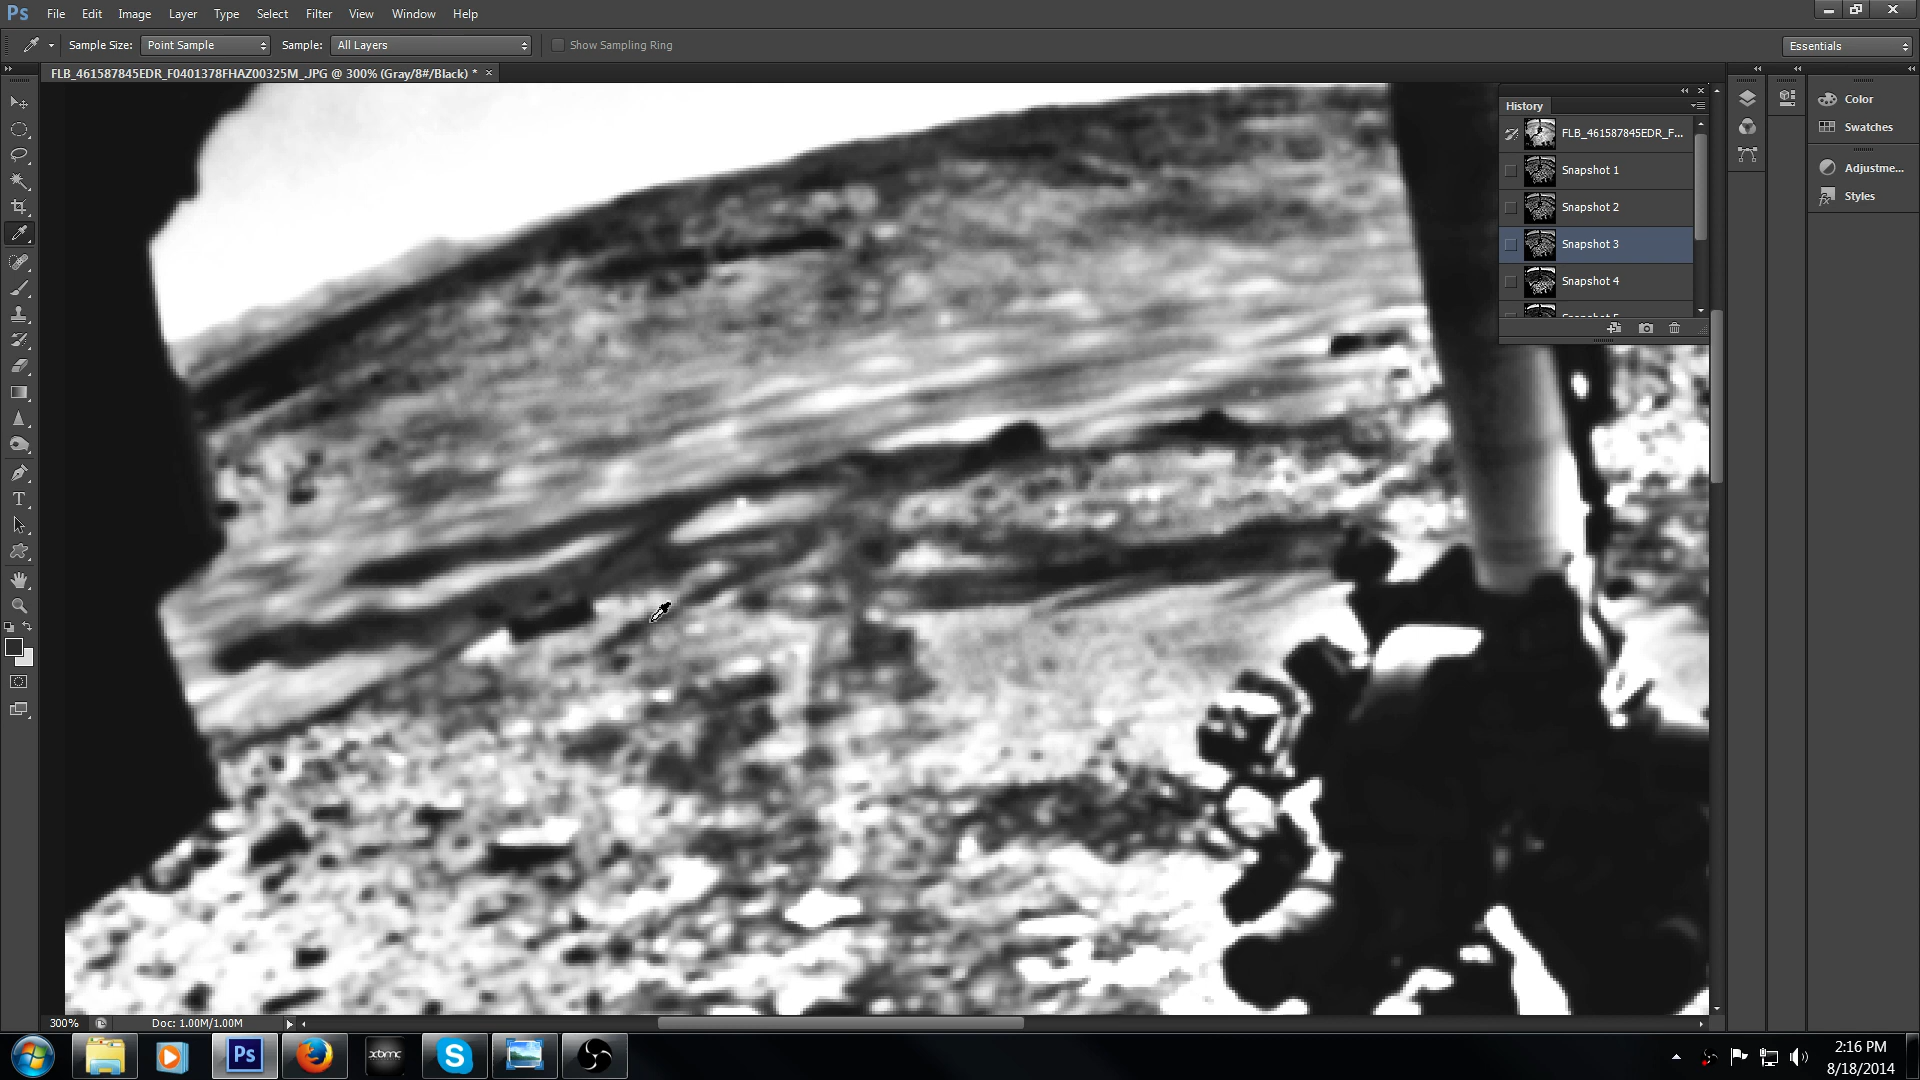 Ps File Edit Image Layer Type Select Filter View Window Help
Sample Size: Point Sample Sample: All Layers Show Sampling Ring Essentials
FLB_461587845EDR_F0401378FHAZ00325M_.JPG @ 300% (Gray/8#/Black) * ×
History
FLB_461587845EDR_F...
Snapshot 1
Snapshot 2
Snapshot 3
Snapshot 4
Color
Swatches
Adjustme...
Styles
T
300% Doc: 1.00M/1.00M
Ps xbmc S
2:16 PM
8/18/2014